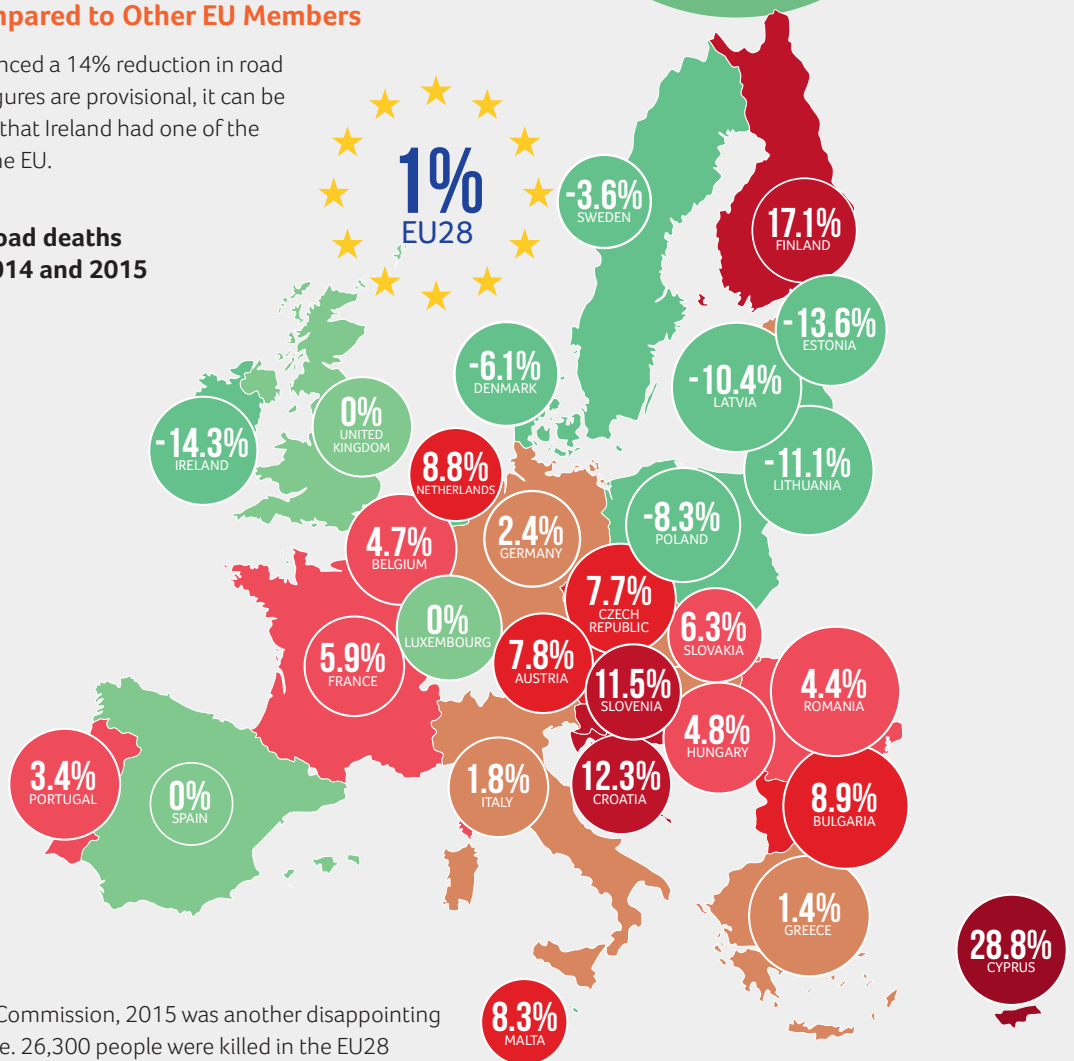 mpared to Other EU Members
nced a 14% reduction in road
gures are provisional, it can be
that Ireland had one of the
e EU.
oad deaths
014 and 2015
1%
EU28
-3.6%
SWEDEN
17.1%
FINLAND
-13.6%
ESTONIA
-6.1%
DENMARK
-10.4%
LATVIA
0%
UNITED
KINGDOM
-14.3%
IRELAND
8.8%
NETHERLANDS
-11.1%
LITHUANIA
-8.3%
POLAND
4.7%
BELGIUM
2.4%
GERMANY
7.7%
CZECH
REPUBLIC
0%
LUXEMBOURG
6.3%
SLOVAKIA
5.9%
FRANCE
7.8%
AUSTRIA
11.5%
SLOVENIA
4.4%
ROMANIA
4.8%
HUNGARY
3.4%
PORTUGAL
0%
SPAIN
1.8%
ITALY
12.3%
CROATIA
8.9%
BULGARIA
1.4%
GREECE
28.8%
CYPRUS
8.3%
MALTA
Commission, 2015 was another disappointing
e. 26,300 people were killed in the EU28